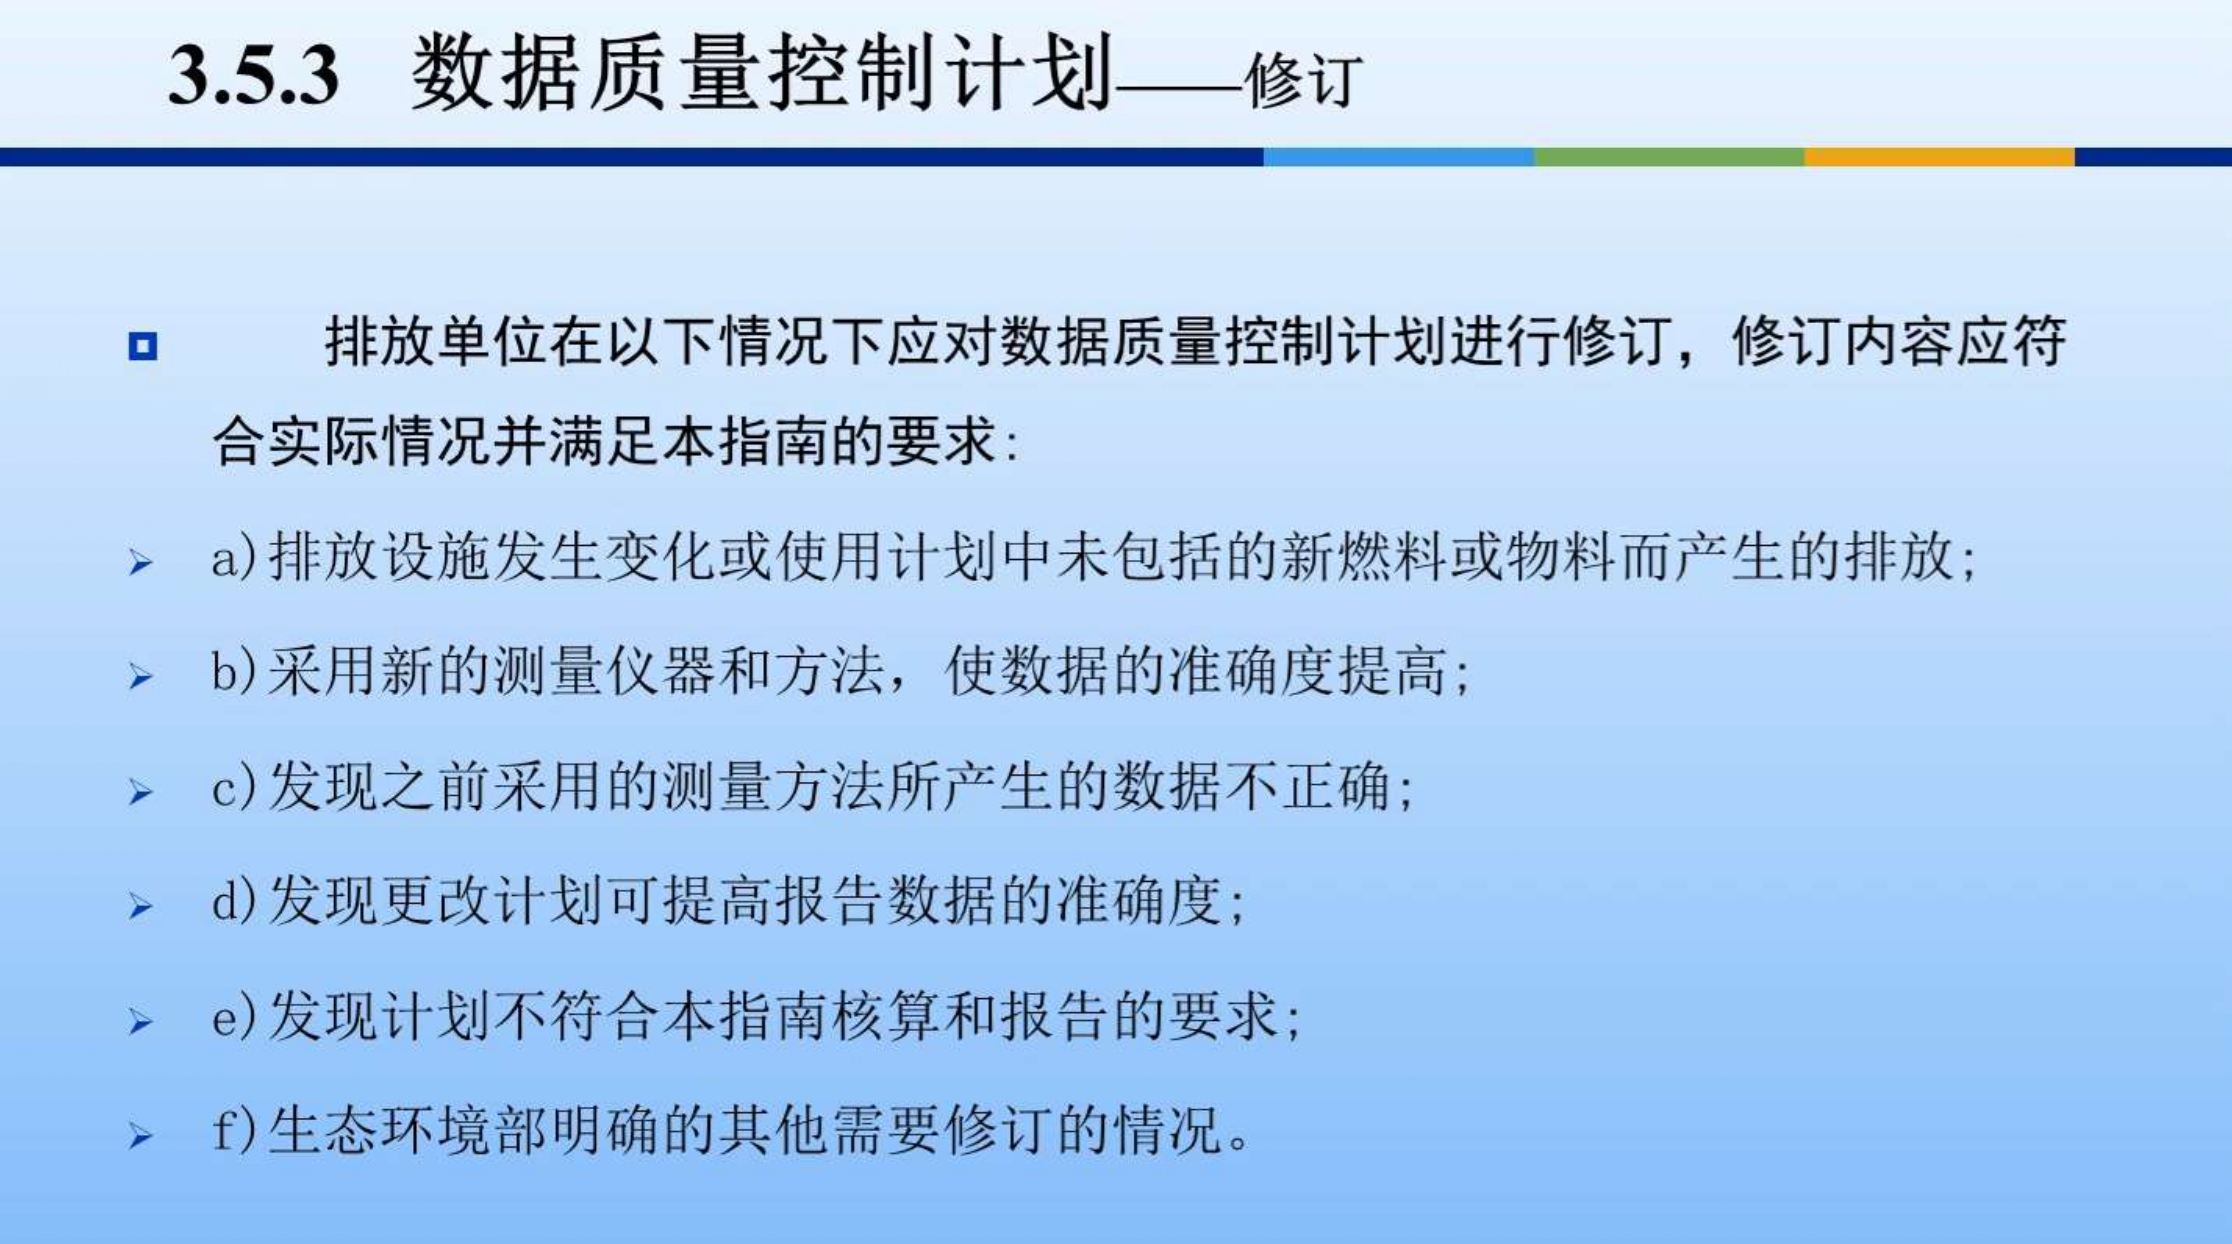 3.5.3 数据质量控制计划——修订
排放单位在以下情况下应对数据质量控制计划进行修订，修订内容应符
合实际情况并满足本指南的要求:
a)排放设施发生变化或使用计划中未包括的新燃料或物料而产生的排放;
b)采用新的测量仪器和方法，使数据的准确度提高;
c)发现之前采用的测量方法所产生的数据不正确;
d)发现更改计划可提高报告数据的准确度;
e)发现计划不符合本指南核算和报告的要求;
f)生态环境部明确的其他需要修订的情况。